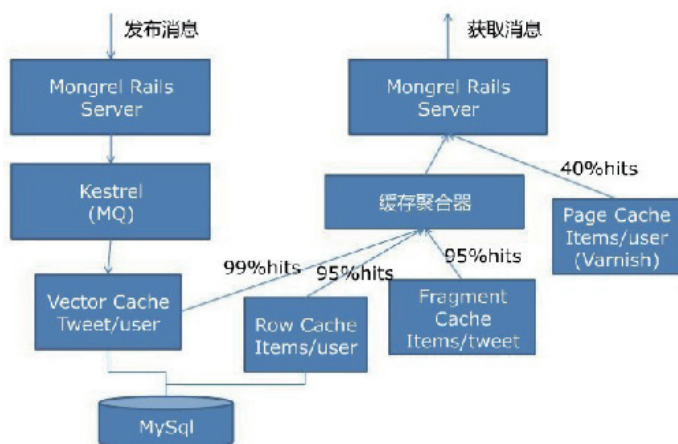 发布消息
获取消息
Mongrel Rails
Server
Mongrel Rails
Server
40%hits
Kestrel
(MQ)
缓存聚合器
Page Cache
Items/user
(Varnish)
99%hits
95%hits
95%hits
Vector Cache
Tweet/user
Row Cache
Items/user
Fragment
Cache
Items/tweet
MySql